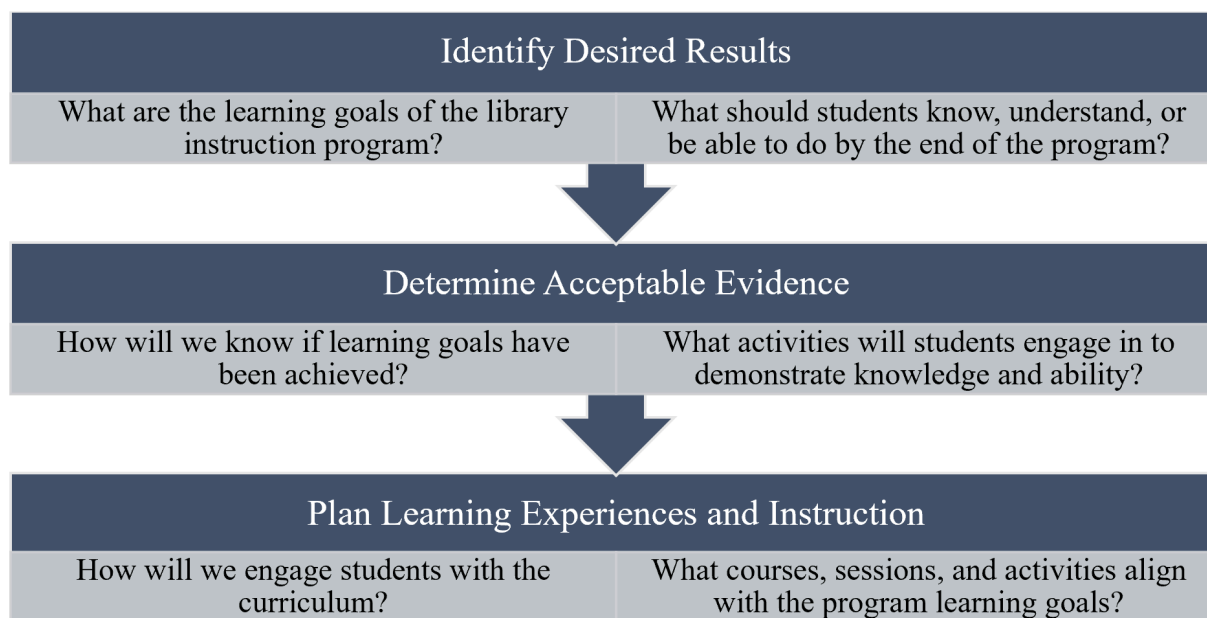 Identify Desired Results
What are the learning goals of the library
instruction program?
What should students know, understand, or
be able to do by the end of the program?
Determine Acceptable Evidence
How will we know if learning goals have
been achieved?
What activities will students engage in to
demonstrate knowledge and ability?
Plan Learning Experiences and Instruction
How will we engage students with the
curriculum?
What courses, sessions, and activities align
with the program learning goals?